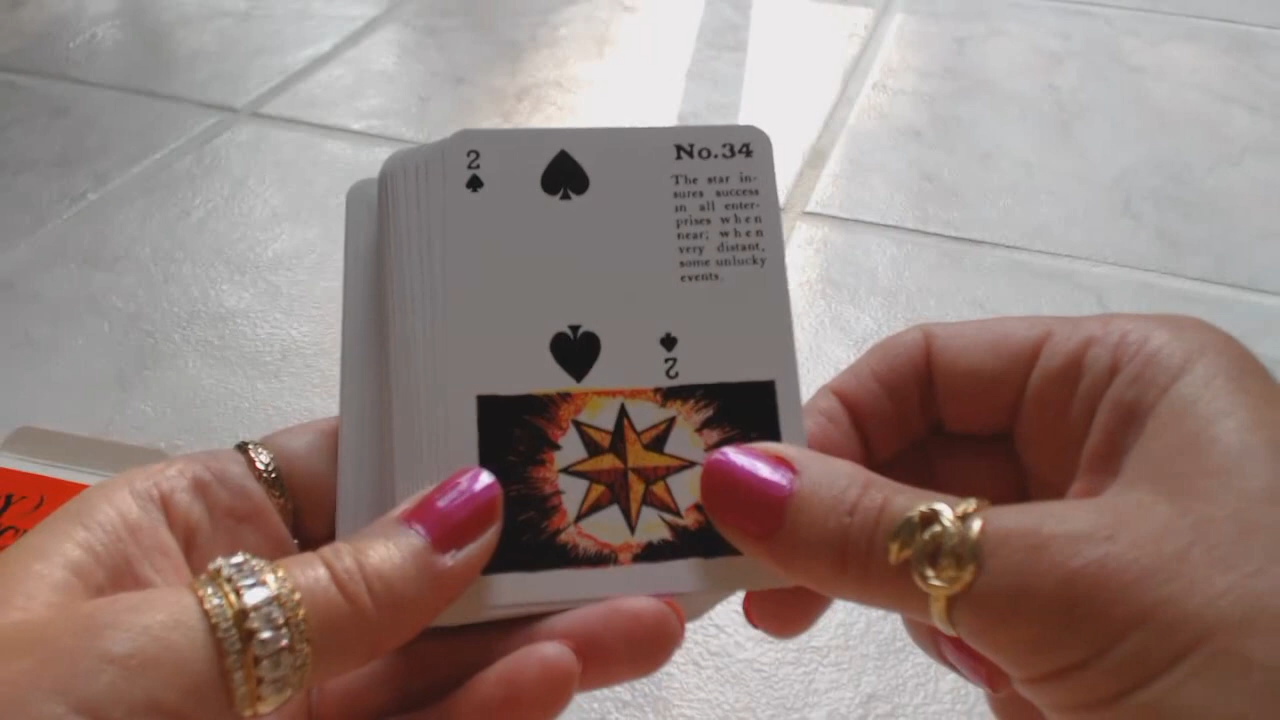 2
No.34
The star in-
sures success
in all enter-
prises when
near; when
very distant,
some unlucky
events.
2